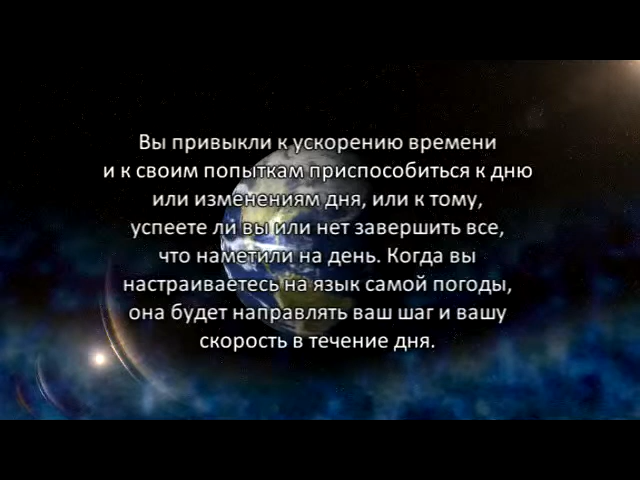 Вы привыкли к ускорению времени
и к своим попыткам приспособиться к дню
или изменениям дня, или к тому,
успеете ли вы или нет завершить все,
что наметили на день. Когда вы
настраиваетесь на язык самой погоды,
она будет направлять ваш шаг и вашу
скорость в течение дня.